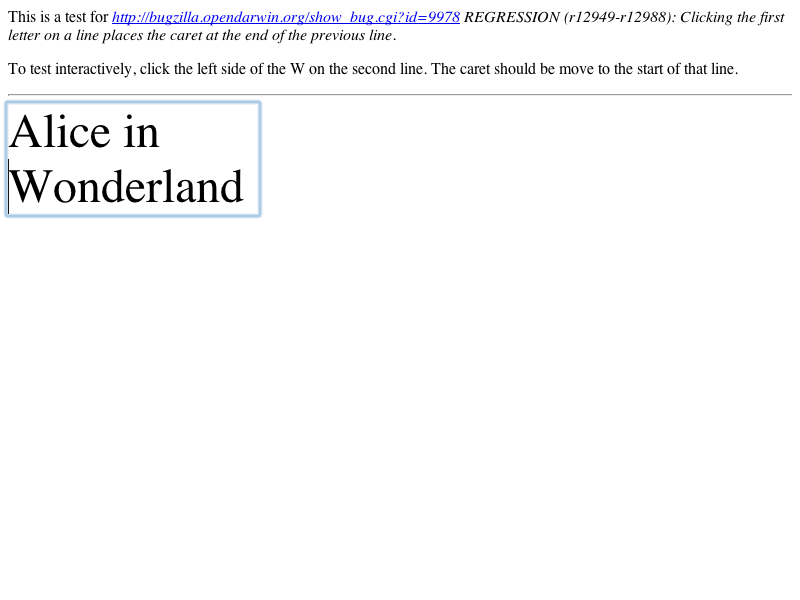 This is a test for http://bugzilla.opendarwin.org/show_bug.cgi?id=9978 REGRESSION (r12949-r12988): Clicking the first
letter on a line places the caret at the end of the previous line.
To test interactively, click the left side of the W on the second line. The caret should be move to the start of that line.
Alice in
Wonderland